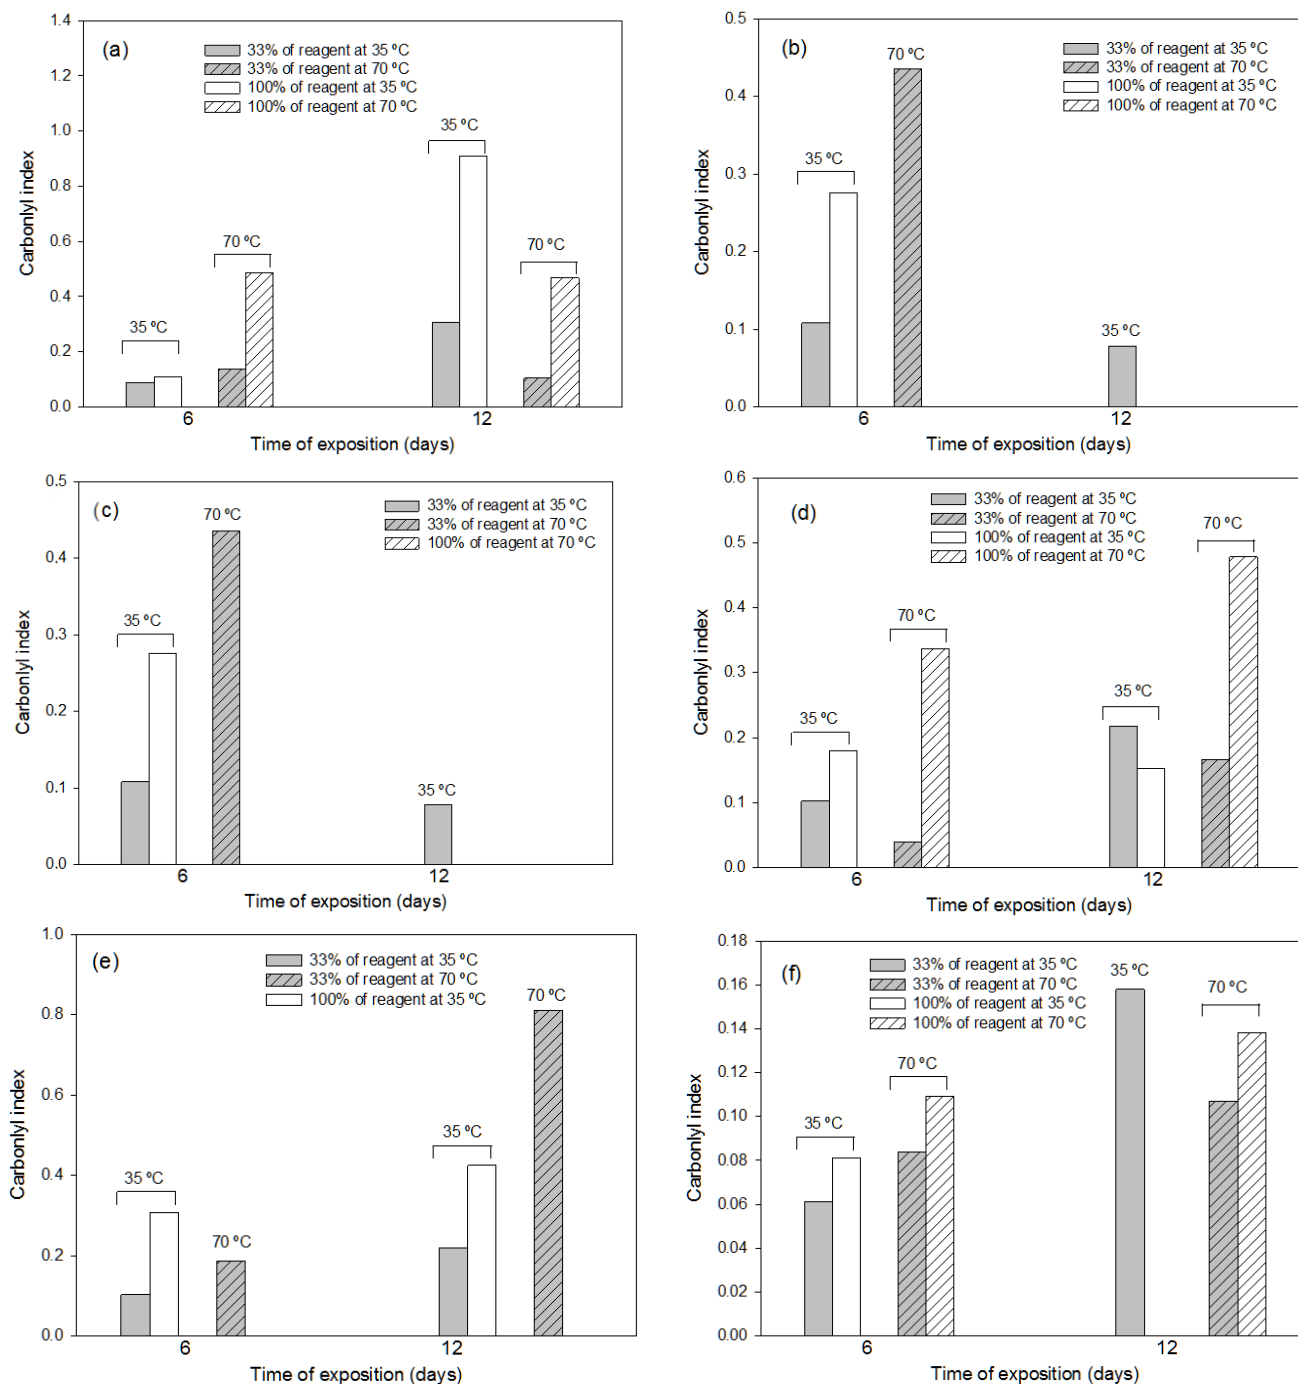 (a)
33% of reagent at 35 ºC
33% of reagent at 70 ºC
100% of reagent at 35 ºC
100% of reagent at 70 ºC
1.4
1.2
1.0
0.8
0.6
0.4
0.2
0.0
Carbonlyl index
35 ºC
70 ºC
35 ºC
70 ºC
6
12
Time of exposition (days)
(b)
33% of reagent at 35 ºC
33% of reagent at 70 ºC
100% of reagent at 35 ºC
100% of reagent at 70 ºC
0.5
0.4
0.3
0.2
0.1
0.0
Carbonlyl index
35 ºC
70 ºC
35 ºC
6
12
Time of exposition (days)
(c)
33% of reagent at 35 ºC
33% of reagent at 70 ºC
100% of reagent at 70 ºC
0.5
0.4
0.3
0.2
0.1
0.0
Carbonlyl index
35 ºC
70 ºC
35 ºC
6
12
Time of exposition (days)
(d)
33% of reagent at 35 ºC
33% of reagent at 70 ºC
100% of reagent at 35 ºC
100% of reagent at 70 ºC
0.6
0.5
0.4
0.3
0.2
0.1
0.0
Carbonlyl index
35 ºC
70 ºC
35 ºC
70 ºC
6
12
Time of exposition (days)
(e)
33% of reagent at 35 ºC
33% of reagent at 70 ºC
100% of reagent at 35 ºC
1.0
0.8
0.6
0.4
0.2
0.0
Carbonlyl index
35 ºC
70 ºC
35 ºC
70 ºC
6
12
Time of exposition (days)
(f)
33% of reagent at 35 ºC
33% of reagent at 70 ºC
100% of reagent at 35 ºC
100% of reagent at 70 ºC
0.18
0.16
0.14
0.12
0.10
0.08
0.06
0.04
0.02
0.00
Carbonlyl index
35 ºC
70 ºC
35 ºC
70 ºC
6
12
Time of exposition (days)